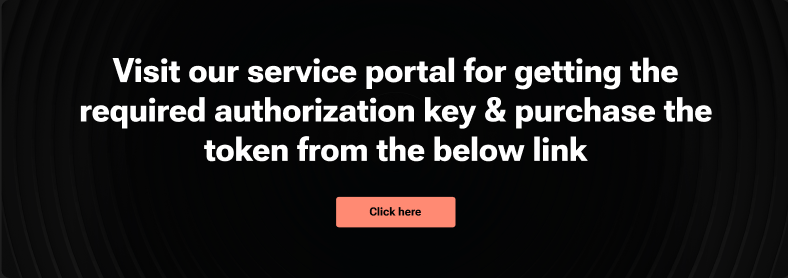 Visit our service portal for getting the
required authorization key & purchase the
token from the below link
Click here